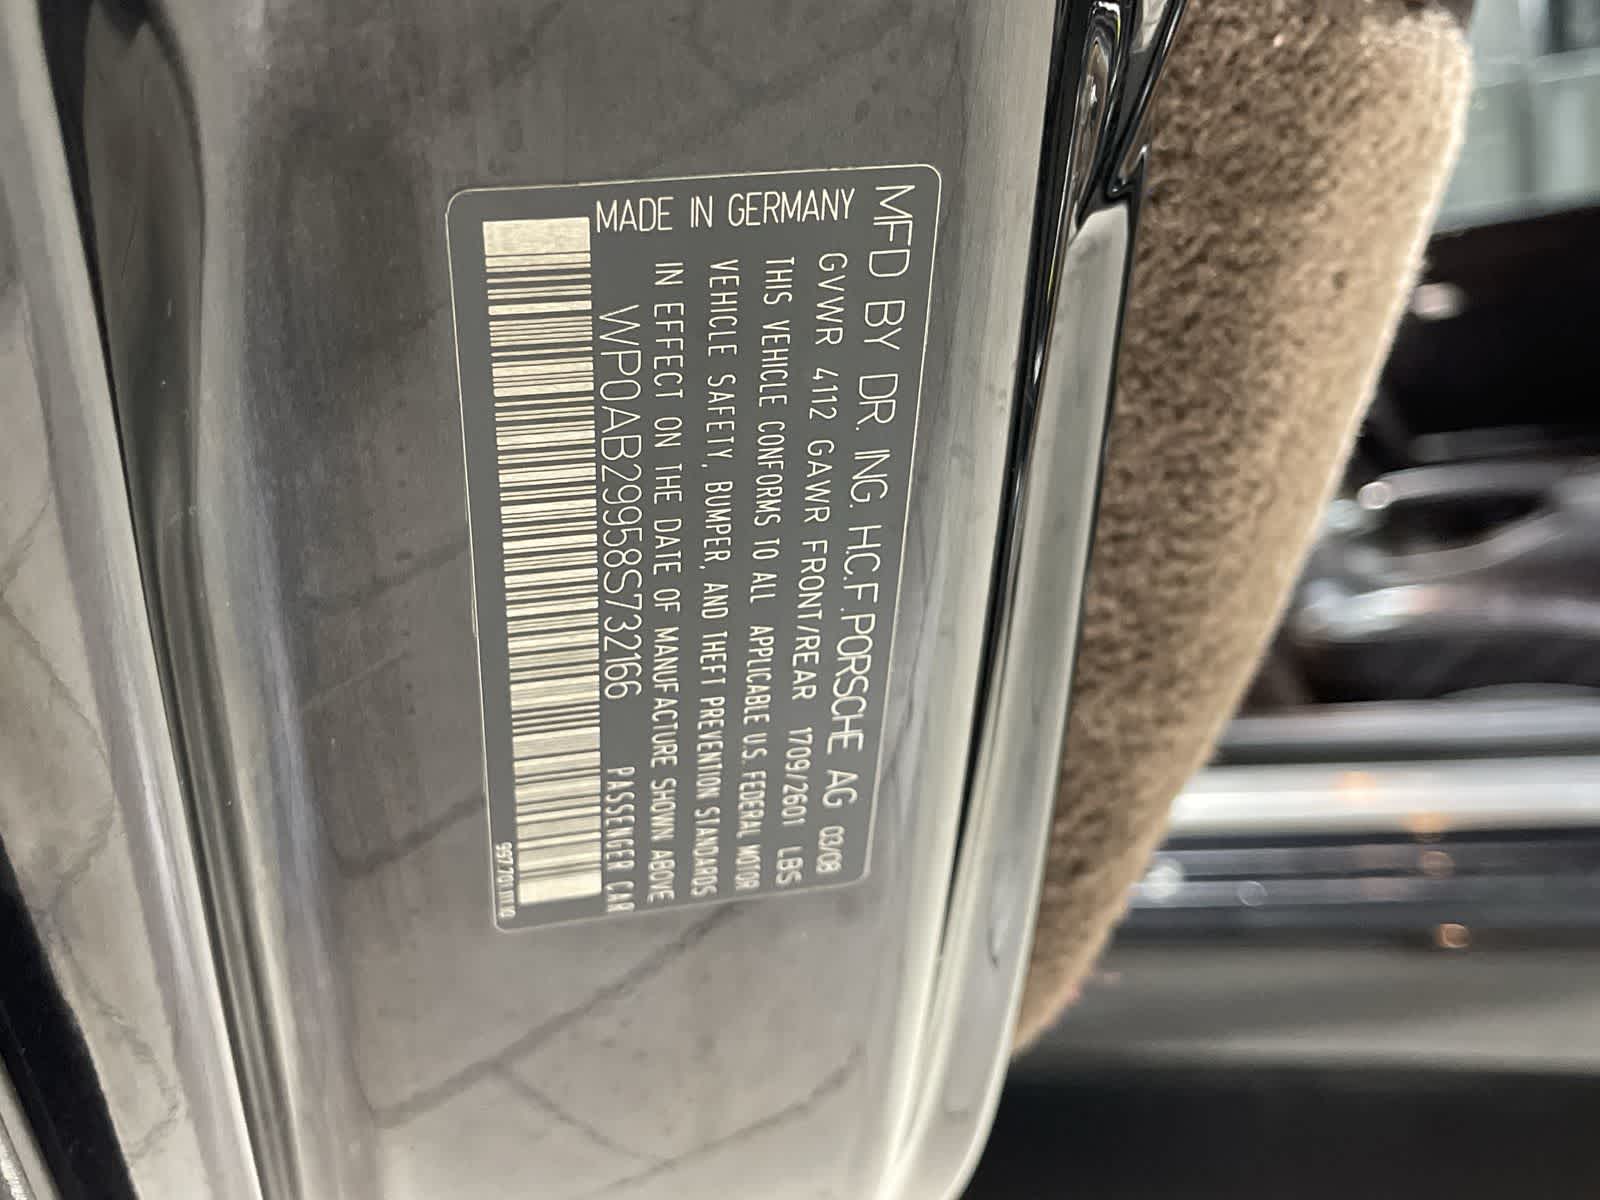 MFD BY DR. ING. H.C.F. PORSCHE AG 03/08
GVWR 4112 GAWR FRONT/REAR 1709/2601 LBS
THIS VEHICLE CONFORMS TO ALL APPLICABLE U.S. FEDERAL MOTOR
VEHICLE SAFETY, BUMPER, AND THEFT PREVENTION STANDARDS
IN EFFECT ON THE DATE OF MANUFACTURE SHOWN ABOVE
MADE IN GERMANY
WP0AB29958S732166 PASSENGER CAR